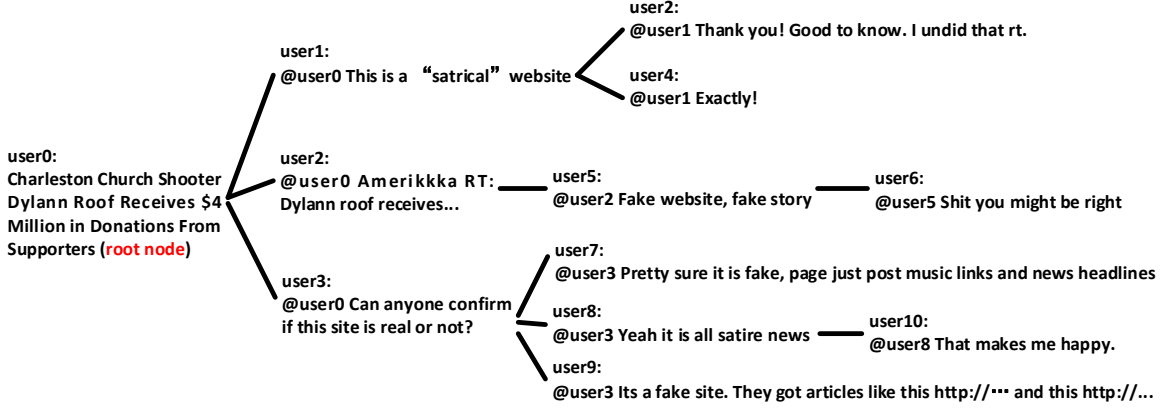 user0:
Charleston Church Shooter
Dylann Roof Receives $4
Million in Donations From
Supporters (root node)
user1:
@user0 This is a “satrical” website
user2:
@user1 Thank you! Good to know. I undid that rt.
user4:
@user1 Exactly!
user2:
@user0 Amerikkka RT:
Dylann roof receives...
user5:
@user2 Fake website, fake story
user6:
@user5 Shit you might be right
user3:
@user0 Can anyone confirm
if this site is real or not?
user7:
@user3 Pretty sure it is fake, page just post music links and news headlines
user8:
@user3 Yeah it is all satire news
user10:
@user8 That makes me happy.
user9:
@user3 Its a fake site. They got articles like this http://··· and this http://...